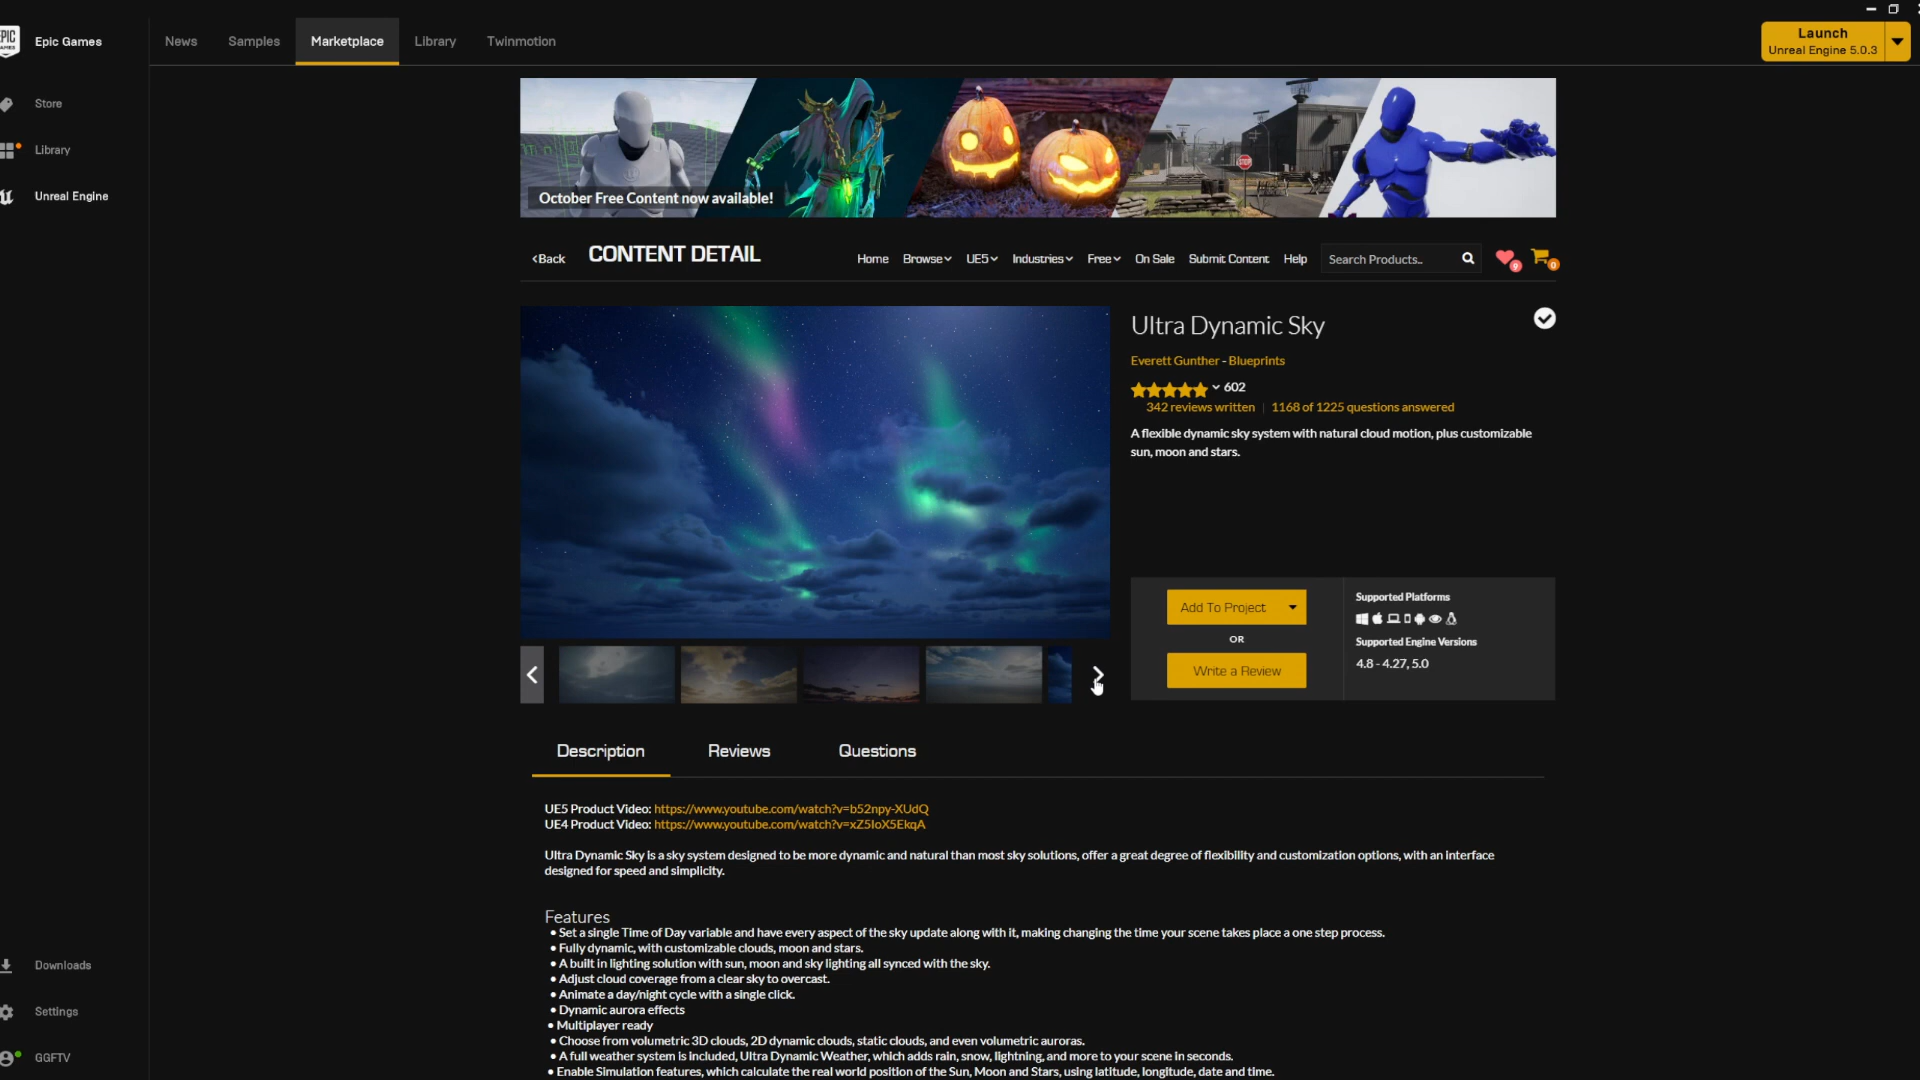 Epic Games
News
Samples
Marketplace
Library
Twinmotion
Launch
Unreal Engine 5.0.3
Store
Library
Unreal Engine
October Free Content now available!
STOP
<Back
CONTENT DETAIL
Home
Browse
UE5
Industries
Free
On Sale
Submit Content
Help
Search Products..
9
0
Ultra Dynamic Sky
Everett Gunther - Blueprints
602
342 reviews written | 1168 of 1225 questions answered
A flexible dynamic sky system with natural cloud motion, plus customizable
sun, moon and stars.
Add To Project
OR
Write a Review
Supported Platforms
Supported Engine Versions
4.8 - 4.27, 5.0
Description
Reviews
Questions
UE5 Product Video: https://www.youtube.com/watch?v=b52npy-XUdQ
UE4 Product Video: https://www.youtube.com/watch?v=xZ5IoX5EkqA
Ultra Dynamic Sky is a sky system designed to be more dynamic and natural than most sky solutions, offer a great degree of flexibility and customization options, with an interface
designed for speed and simplicity.
Features
• Set a single Time of Day variable and have every aspect of the sky update along with it, making changing the time your scene takes place a one step process.
• Fully dynamic, with customizable clouds, moon and stars.
• A built in lighting solution with sun, moon and sky lighting all synced with the sky.
• Adjust cloud coverage from a clear sky to overcast.
• Animate a day/night cycle with a single click.
• Dynamic aurora effects
• Multiplayer ready
• Choose from volumetric 3D clouds, 2D dynamic clouds, static clouds, and even volumetric auroras.
• A full weather system is included, Ultra Dynamic Weather, which adds rain, snow, lightning, and more to your scene in seconds.
• Enable Simulation features, which calculate the real world position of the Sun, Moon and Stars, using latitude, longitude, date and time.
Downloads
Settings
GGFTV